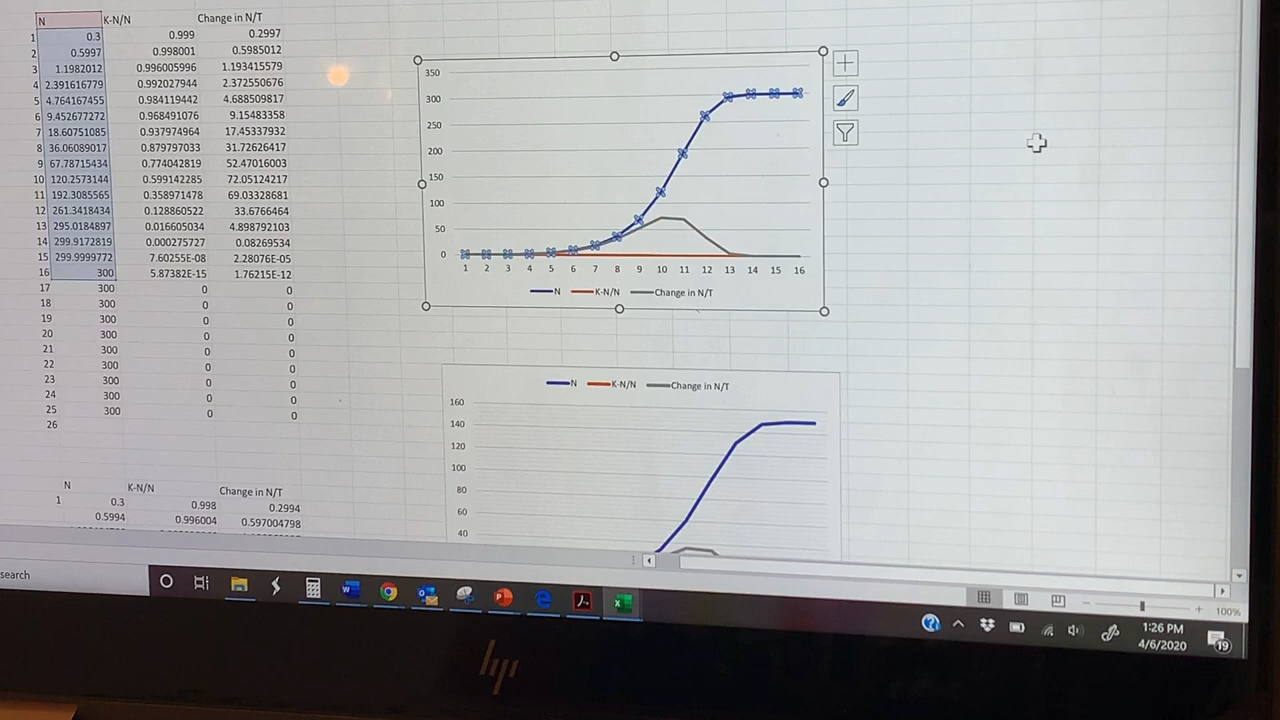 N K-N/N Change in N/T
1 0.3 0.999 0.2997
2 0.5997 0.998001 0.5985012
3 1.1982012 0.996005996 1.193415579
4 2.391616779 0.992027944 2.372550676
5 4.764167455 0.984119442 4.688509817
6 9.452677272 0.968491076 9.15483358
7 18.60751085 0.937974964 17.45337932
8 36.06089017 0.879797033 31.72626417
9 67.78715434 0.774042819 52.47016003
10 120.2573144 0.599142285 72.05124217
11 192.3085565 0.358971478 69.03328681
12 261.3418434 0.128860522 33.6766464
13 295.0184897 0.016605034 4.898792103
14 299.9172819 0.000275727 0.08269534
15 299.9999772 7.60255E-08 2.28076E-05
16 300 5.87382E-15 1.76215E-12
17 300 0 0
18 300 0 0
19 300 0 0
20 300 0 0
21 300 0 0
22 300 0 0
23 300 0 0
24 300 0 0
25 300 0 0
26
350
300
250
200
150
100
50
0
1 2 3 4 5 6 7 8 9 10 11 12 13 14 15 16
N K-N/N Change in N/T
N K-N/N Change in N/T
160
140
120
100
80
60
40
N K-N/N Change in N/T
1 0.3 0.998 0.2994
0.5994 0.996004 0.597004798
search
100%
1:26 PM
4/6/2020
19
hp